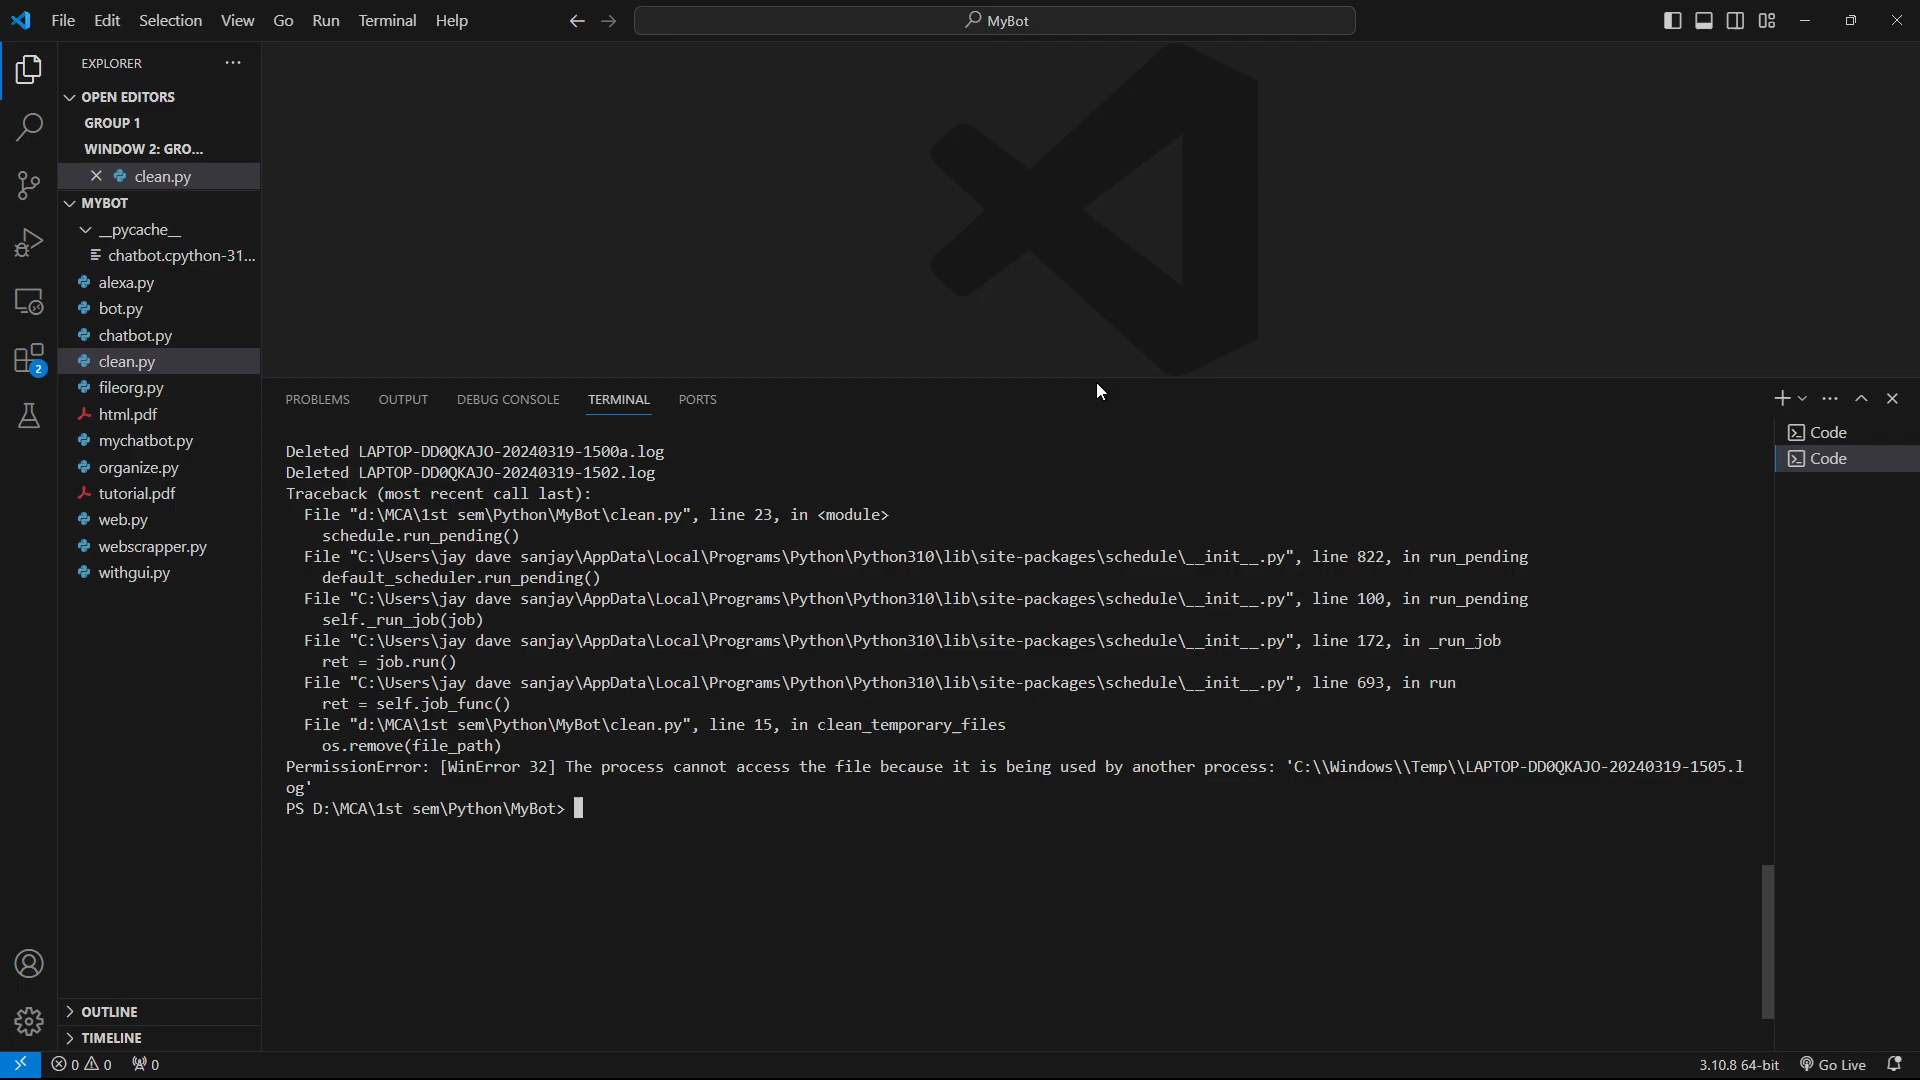 File Edit Selection View Go Run Terminal Help
MyBot
EXPLORER
OPEN EDITORS
GROUP 1
WINDOW 2: GRO...
clean.py
MYBOT
__pycache__
chatbot.cpython-31...
alexa.py
bot.py
chatbot.py
clean.py
fileorg.py
html.pdf
mychatbot.py
organize.py
tutorial.pdf
web.py
webscrapper.py
withgui.py
OUTLINE
TIMELINE
2
PROBLEMS OUTPUT DEBUG CONSOLE TERMINAL PORTS
Deleted LAPTOP-DD0QKAJO-20240319-1500a.log
Deleted LAPTOP-DD0QKAJO-20240319-1502.log
Traceback (most recent call last):
File "d:\MCA\1st sem\Python\MyBot\clean.py", line 23, in <module>
schedule.run_pending()
File "C:\Users\jay dave sanjay\AppData\Local\Programs\Python\Python310\lib\site-packages\schedule\__init__.py", line 822, in run_pending
default_scheduler.run_pending()
File "C:\Users\jay dave sanjay\AppData\Local\Programs\Python\Python310\lib\site-packages\schedule\__init__.py", line 100, in run_pending
self._run_job(job)
File "C:\Users\jay dave sanjay\AppData\Local\Programs\Python\Python310\lib\site-packages\schedule\__init__.py", line 172, in _run_job
ret = job.run()
File "C:\Users\jay dave sanjay\AppData\Local\Programs\Python\Python310\lib\site-packages\schedule\__init__.py", line 693, in run
ret = self.job_func()
File "d:\MCA\1st sem\Python\MyBot\clean.py", line 15, in clean_temporary_files
os.remove(file_path)
PermissionError: [WinError 32] The process cannot access the file because it is being used by another process: 'C:\\Windows\\Temp\\LAPTOP-DD0QKAJO-20240319-1505.l
og'
PS D:\MCA\1st sem\Python\MyBot>
Code
Code
0 0 0
3.10.8 64-bit Go Live